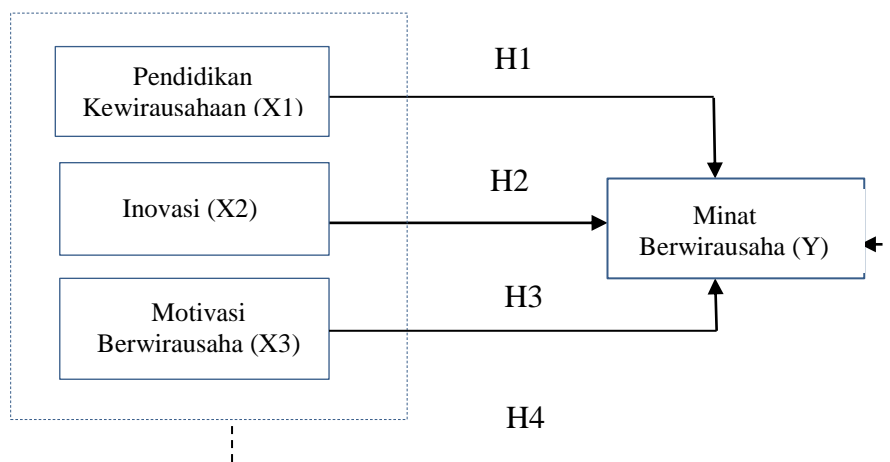 H1
Pendidikan
Kewirausahaan (X1)
H2
Inovasi (X2)
Minat
Berwirausaha (Y)
H3
Motivasi
Berwirausaha (X3)
H4